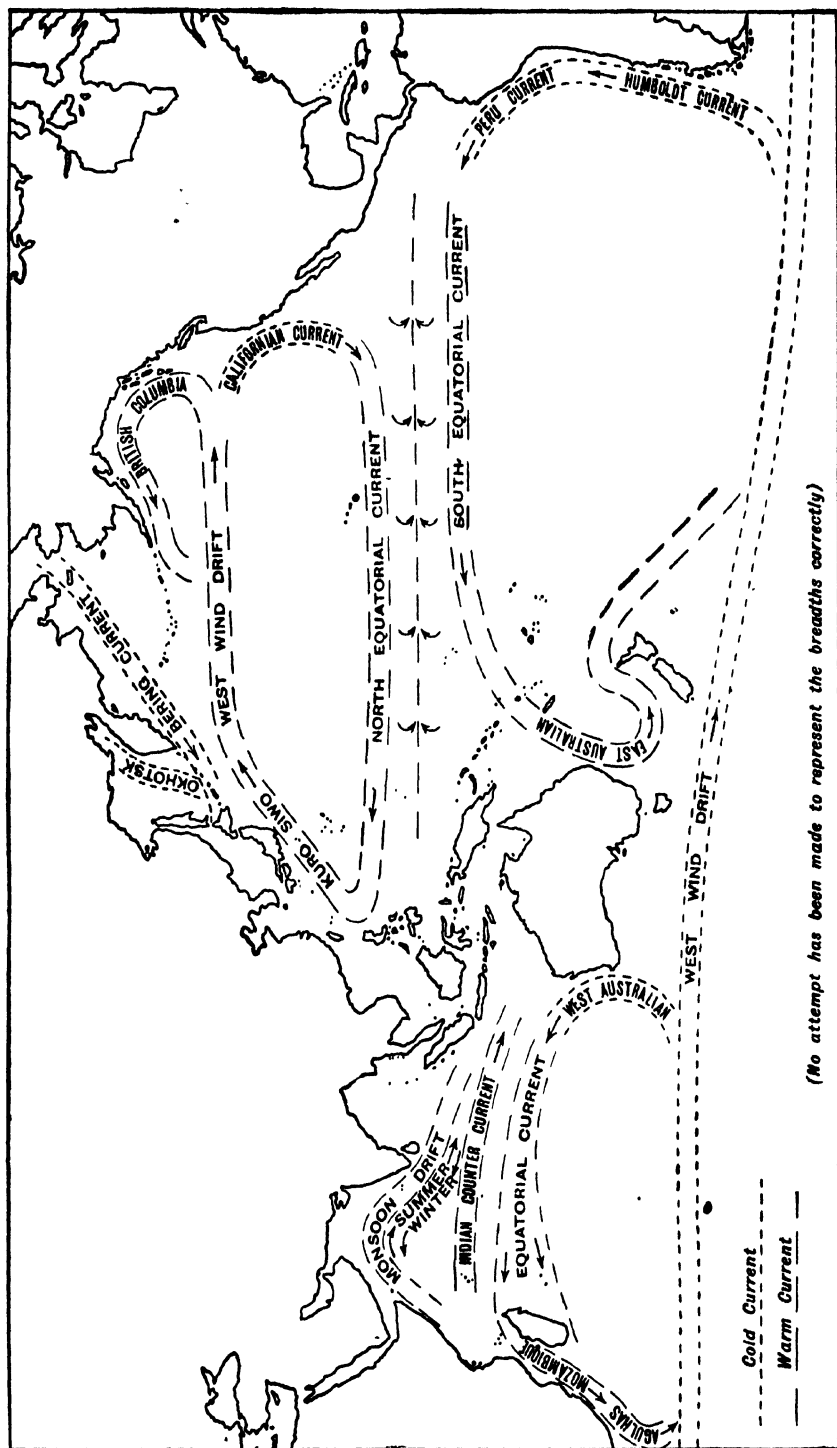 OKHOTSK
BERING CURRENT
BRITISH COLUMBIA
KURO SIWO
WEST WIND DRIFT
CALIFORNIAN CURRENT
NORTH EQUATORIAL CURRENT
SOUTH EQUATORIAL CURRENT
PERU CURRENT
HUMBOLDT CURRENT
EAST AUSTRALIAN
MONSOON DRIFT
SUMMER
WINTER
INDIAN COUNTER CURRENT
EQUATORIAL CURRENT
WEST AUSTRALIAN
MOZAMBIQUE
AGULHAS
WEST WIND DRIFT
Cold Current
Warm Current
(No attempt has been made to represent the breadths correctly)